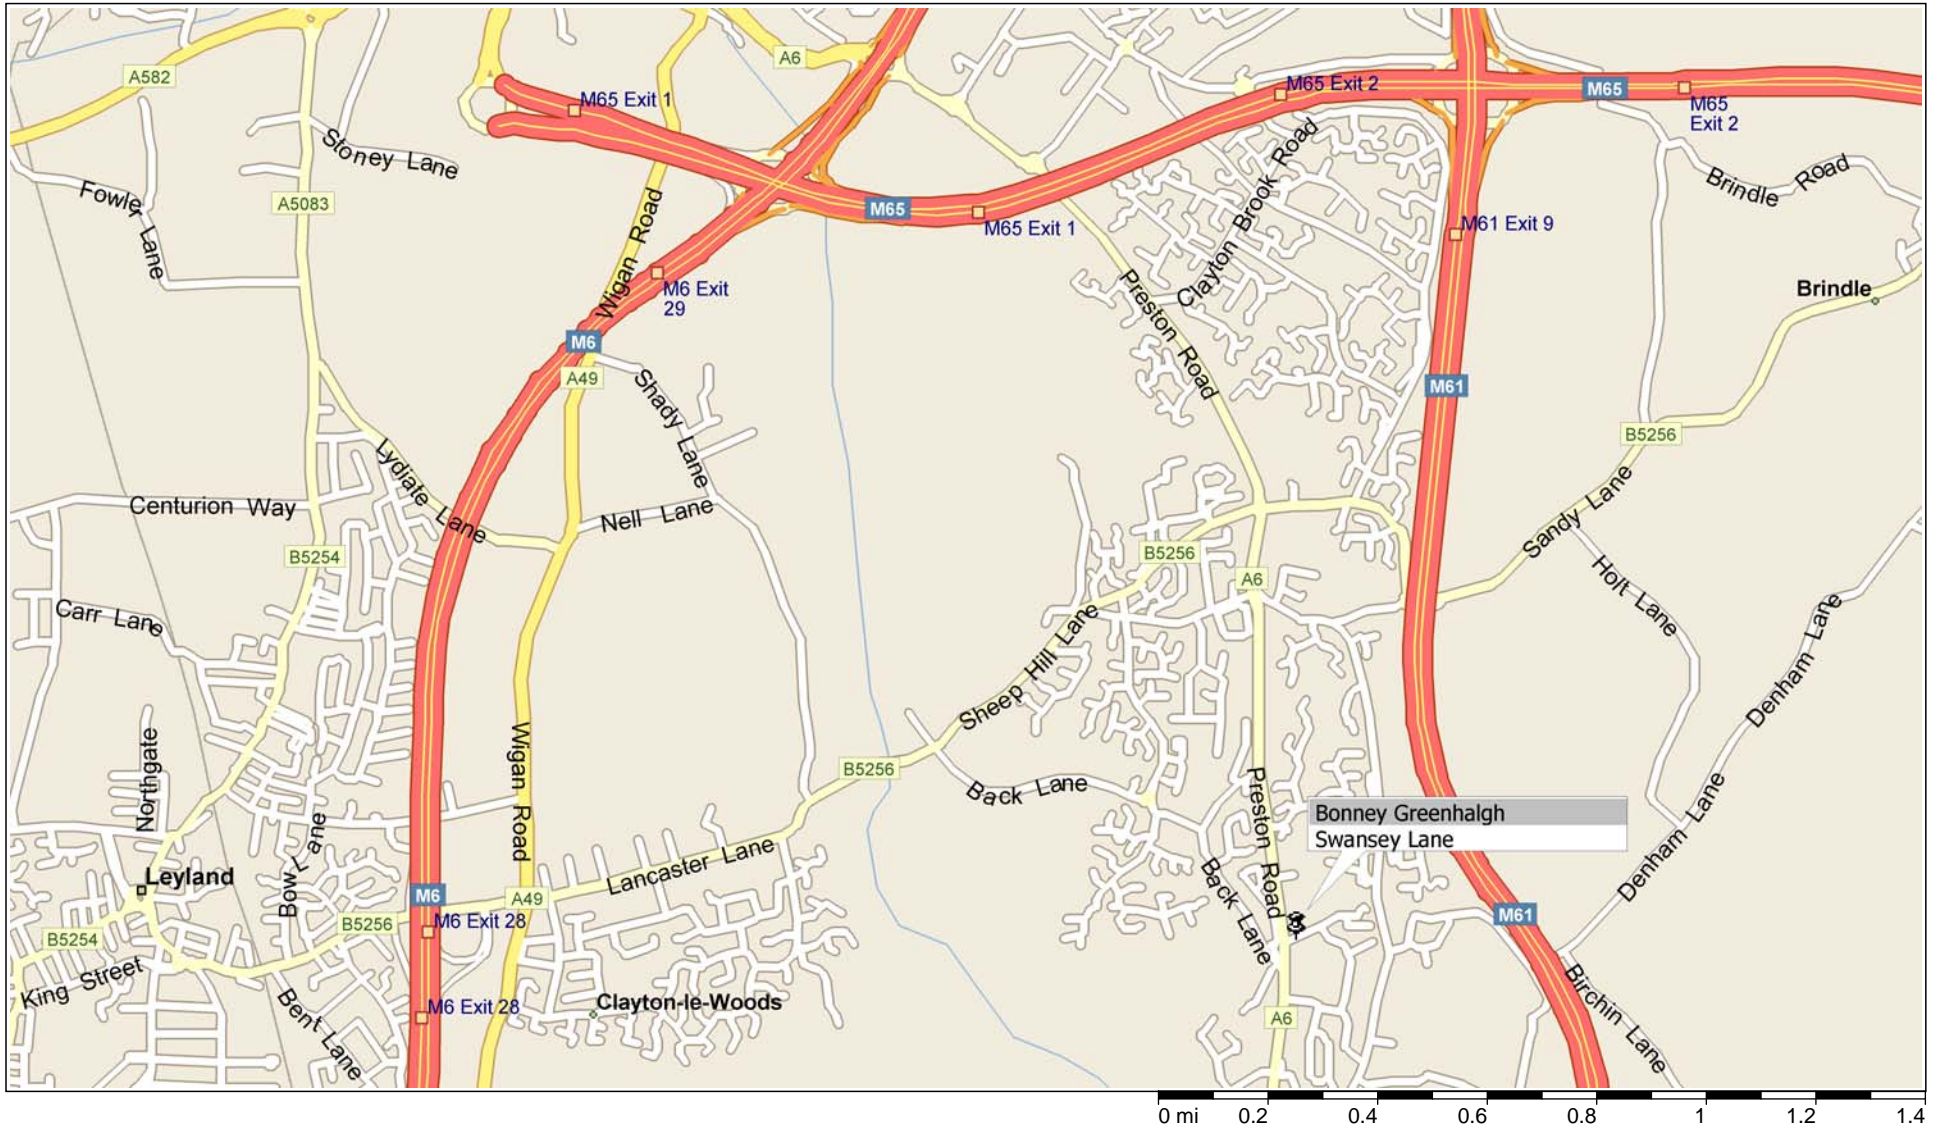 A582
A6
M65 Exit 1
M65 Exit 2
M65
M65
Exit 2
Stoney Lane
Clayton Brook Road
Brindle Road
Fowler Lane
A5083
M65
M65 Exit 1
M61 Exit 9
Wigan Road
M6 Exit
29
Preston Road
Brindle
M6
A49
Shady Lane
M61
B5256
Lydiate Lane
Centurion Way
Nell Lane
Sandy Lane
B5254
B5256
A6
Holt Lane
Carr Lane
Sheep Hill Lane
Denham Lane
Northgate
Wigan Road
B5256
Back Lane
Preston Road
Bonney Greenhalgh
Swansey Lane
Denham Lane
Bow Lane
Lancaster Lane
Leyland
M6
A49
Back Lane
M61
B5256
M6 Exit 28
B5254
King Street
Bent Lane
M6 Exit 28
Clayton-le-Woods
A6
Birchin Lane
0 mi 0.2 0.4 0.6 0.8 1 1.2 1.4